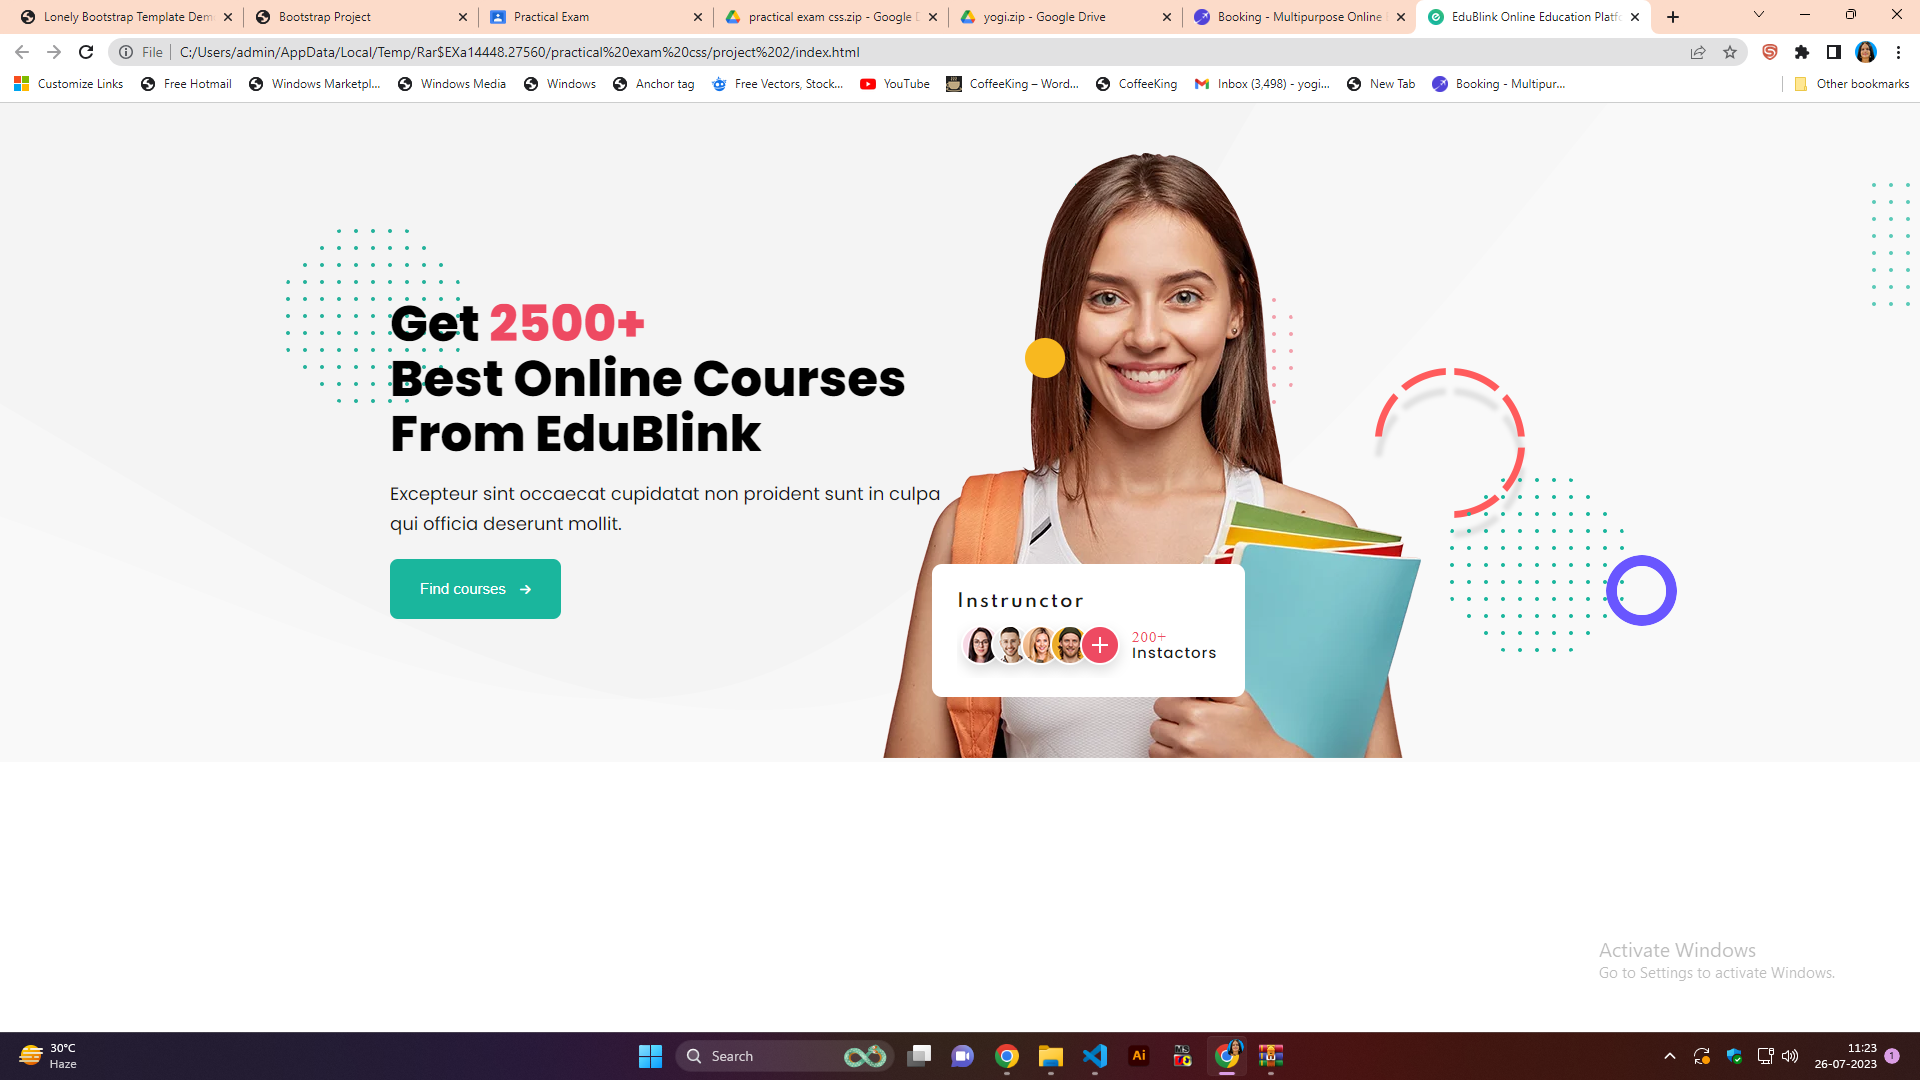 Lonely Bootstrap Template Dem
Bootstrap Project
Practical Exam
practical exam css.zip - Google D
yogi.zip - Google Drive
Booking - Multipurpose Online
EduBlink Online Education Platfo
File
C:/Users/admin/AppData/Local/Temp/Rar$EXa14448.27560/practical%20exam%20css/project%202/index.html
Customize Links
Free Hotmail
Windows Marketpl...
Windows Media
Windows
Anchor tag
Free Vectors, Stock...
YouTube
CoffeeKing – Word...
CoffeeKing
Inbox (3,498) - yogi...
New Tab
Booking - Multipur...
Other bookmarks
Get 2500+
Best Online Courses
From EduBlink
Excepteur sint occaecat cupidatat non proident sunt in culpa
qui officia deserunt mollit.
Find courses
Instrunctor
200+
Instactors
Activate Windows
Go to Settings to activate Windows.
30°C
Haze
Search
Ai
11:23
26-07-2023
1